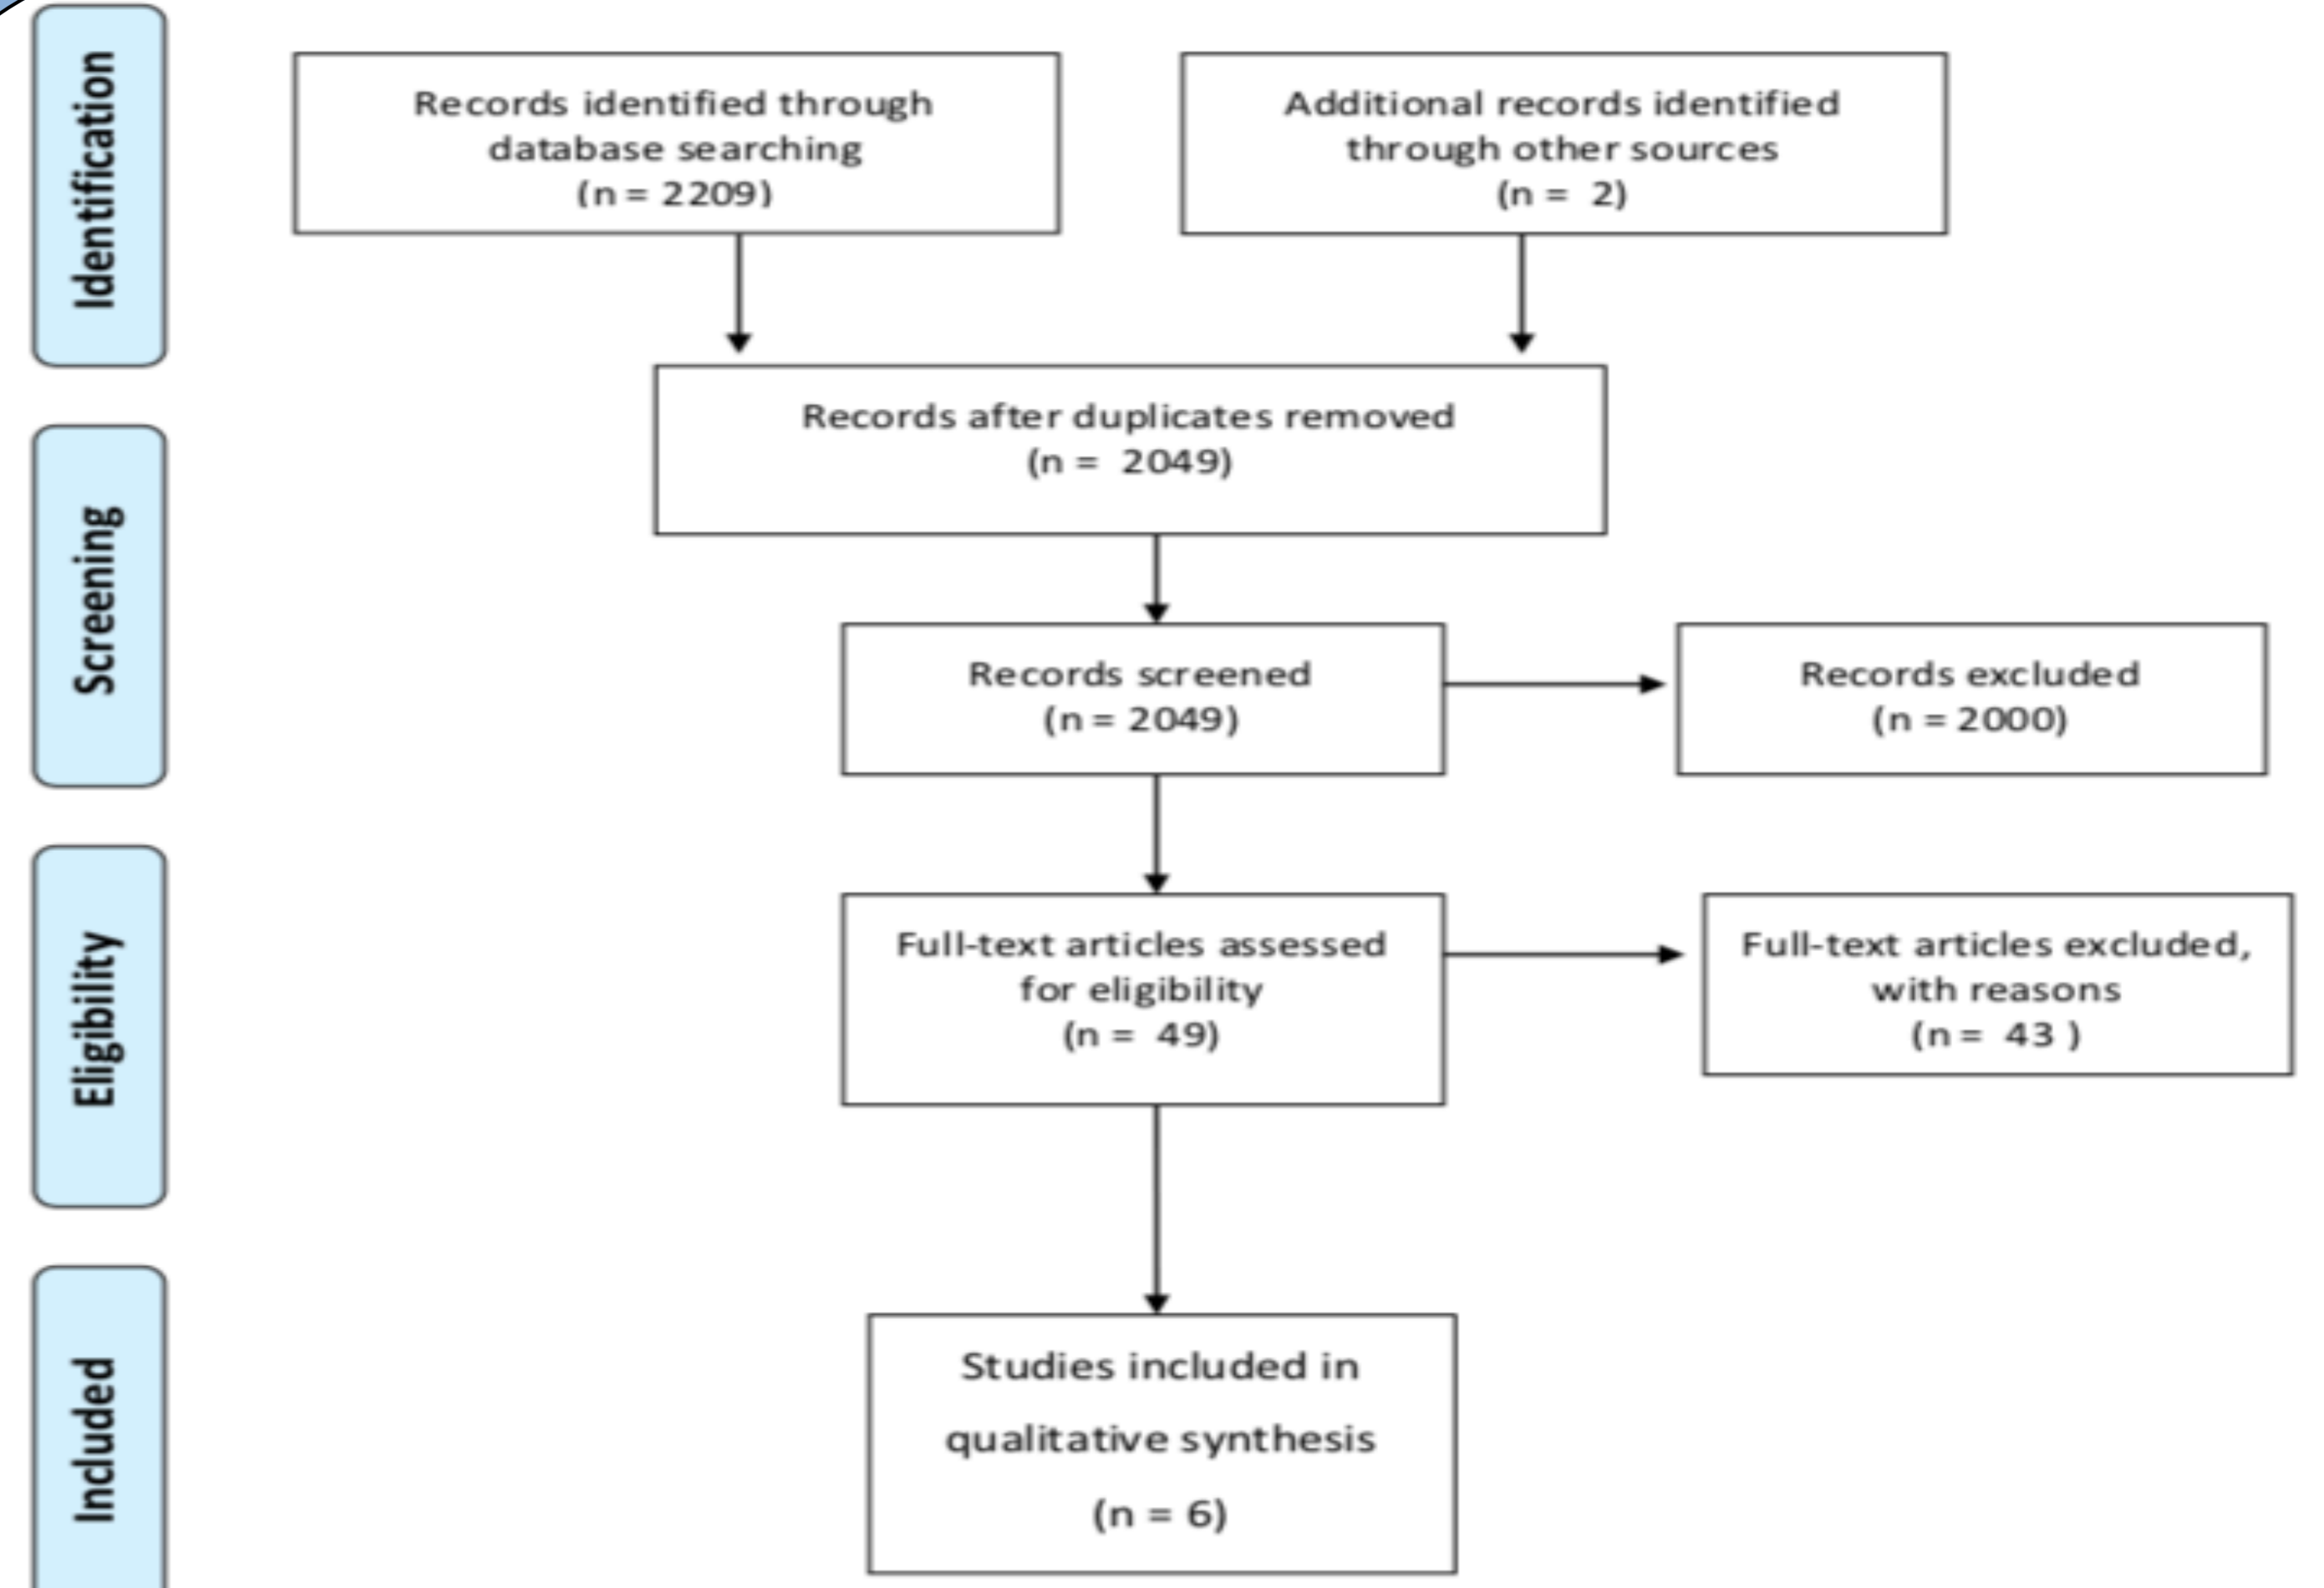 Identification
Records identified through
database searching
(n = 2209)
Additional records identified
through other sources
(n = 2)
Records after duplicates removed
(n = 2049)
Screening
Records screened
(n = 2049)
Records excluded
(n = 2000)
Eligibility
Full-text articles assessed
for eligibility
(n = 49)
Full-text articles excluded,
with reasons
(n = 43 )
Included
Studies included in
qualitative synthesis
(n = 6)